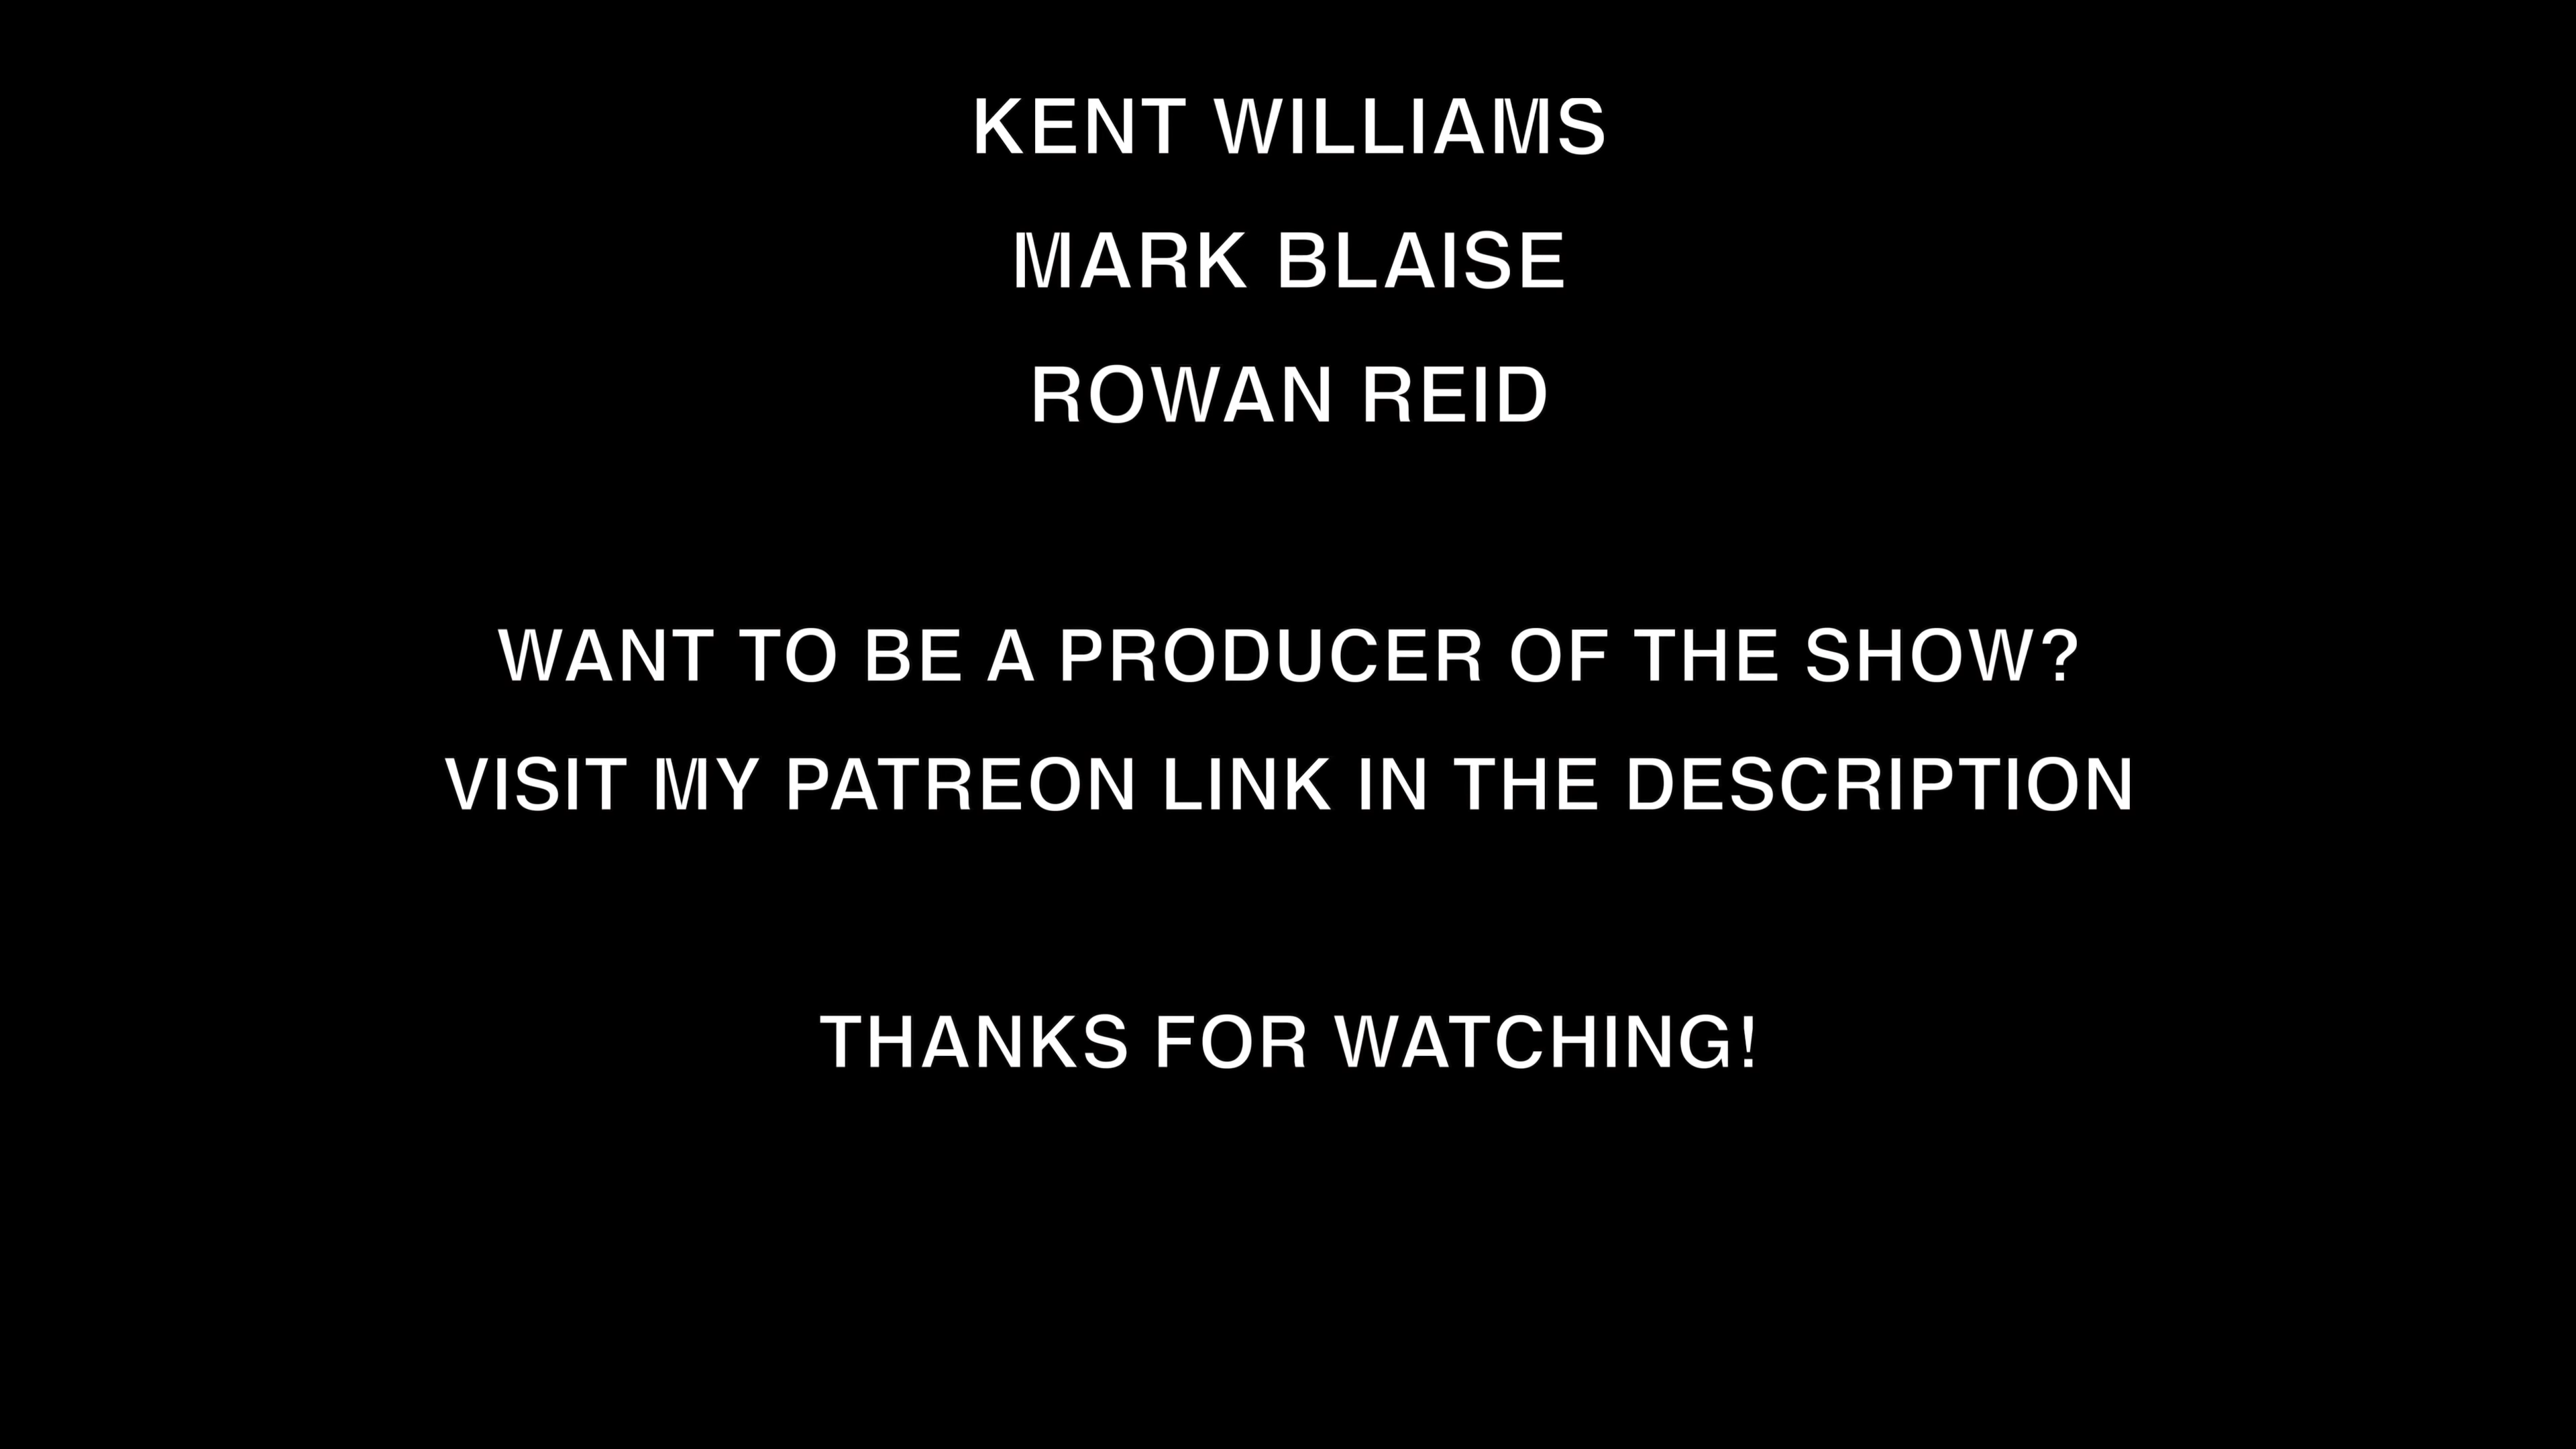 KENT WILLIAMS
MARK BLAISE
ROWAN REID
WANT TO BE A PRODUCER OF THE SHOW?
VISIT MY PATREON LINK IN THE DESCRIPTION
THANKS FOR WATCHING!